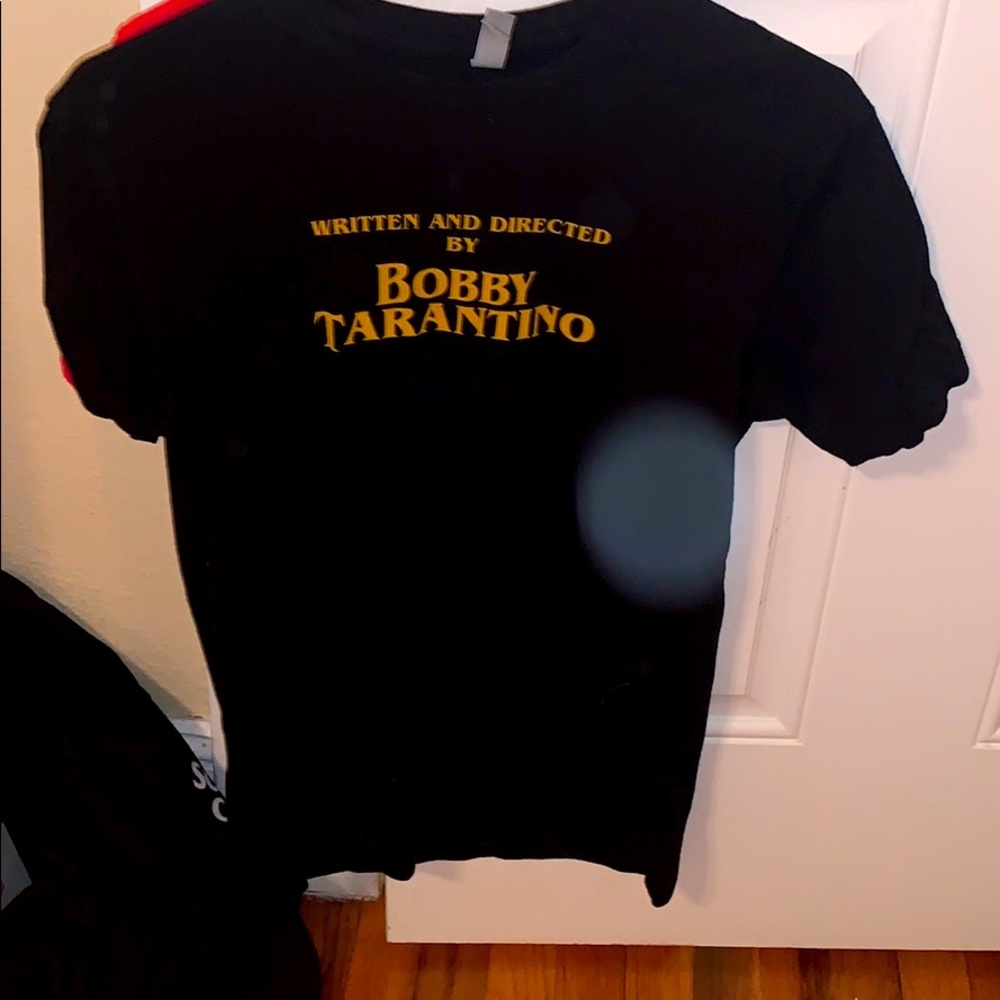 WRITTEN AND DIRECTED
BY
BOBBY
TARANTINO